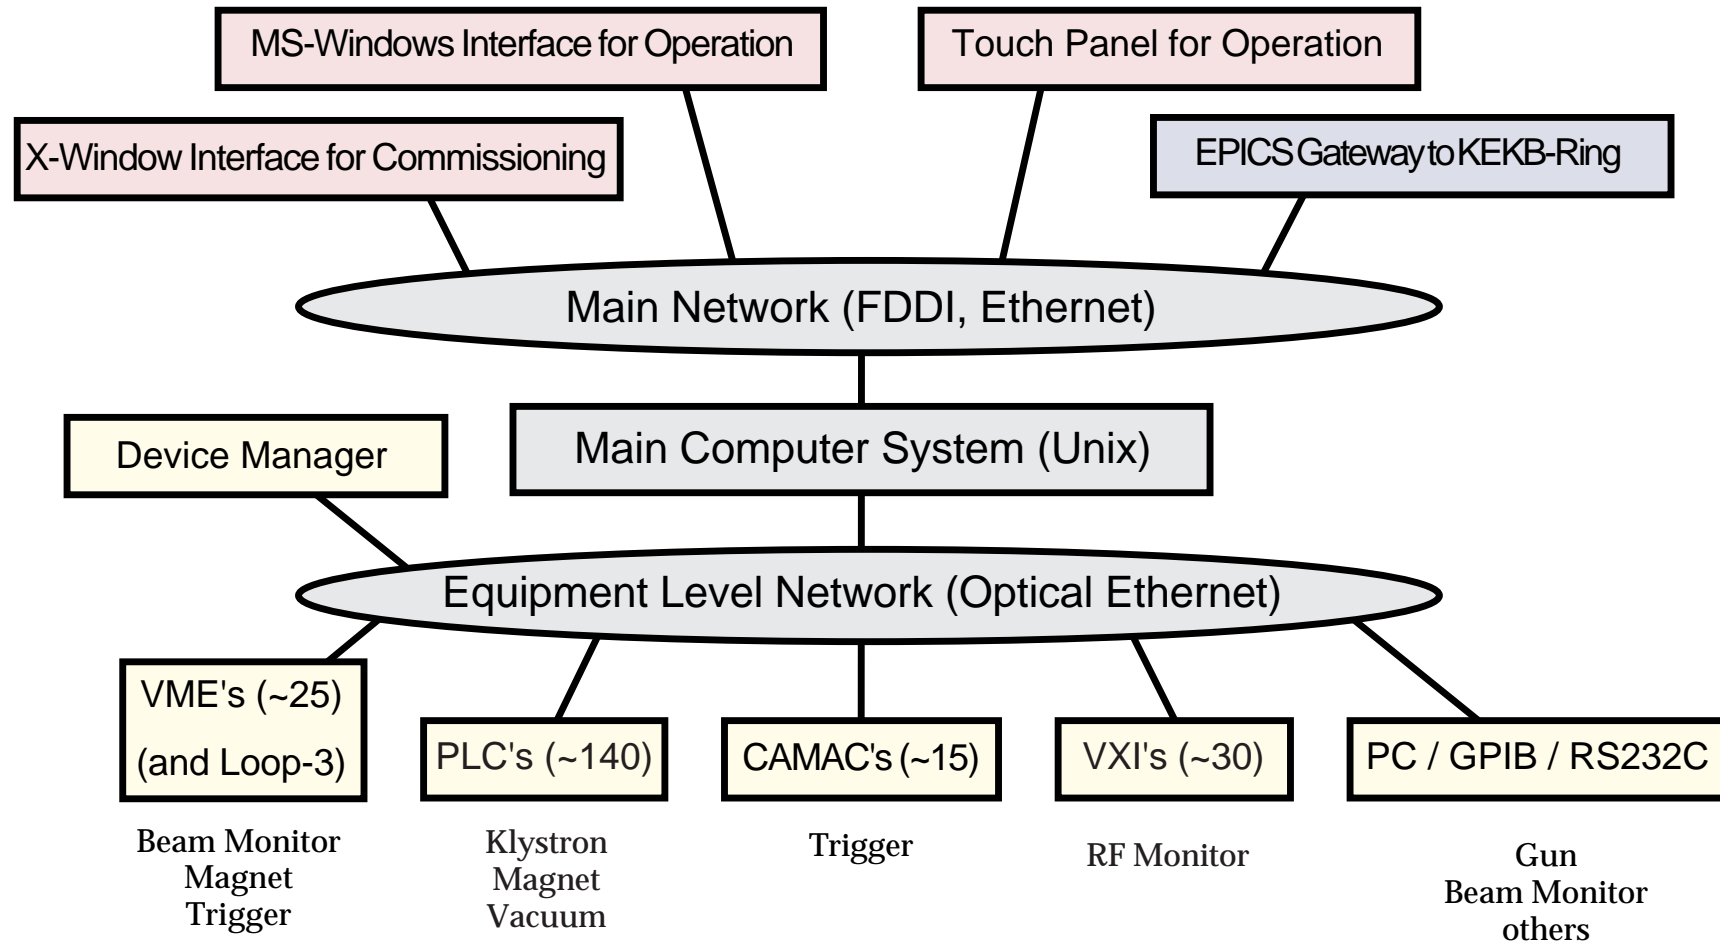 MS-Windows Interface for Operation
Touch Panel for Operation
X-Window Interface for Commissioning
EPICS Gateway to KEKB-Ring
Main Network (FDDI, Ethernet)
Device Manager
Main Computer System (Unix)
Equipment Level Network (Optical Ethernet)
VME's (~25)
(and Loop-3)
PLC's (~140)
CAMAC's (~15)
VXI's (~30)
PC / GPIB / RS232C
Beam Monitor
Magnet
Trigger
Klystron
Magnet
Vacuum
Trigger
RF Monitor
Gun
Beam Monitor
others